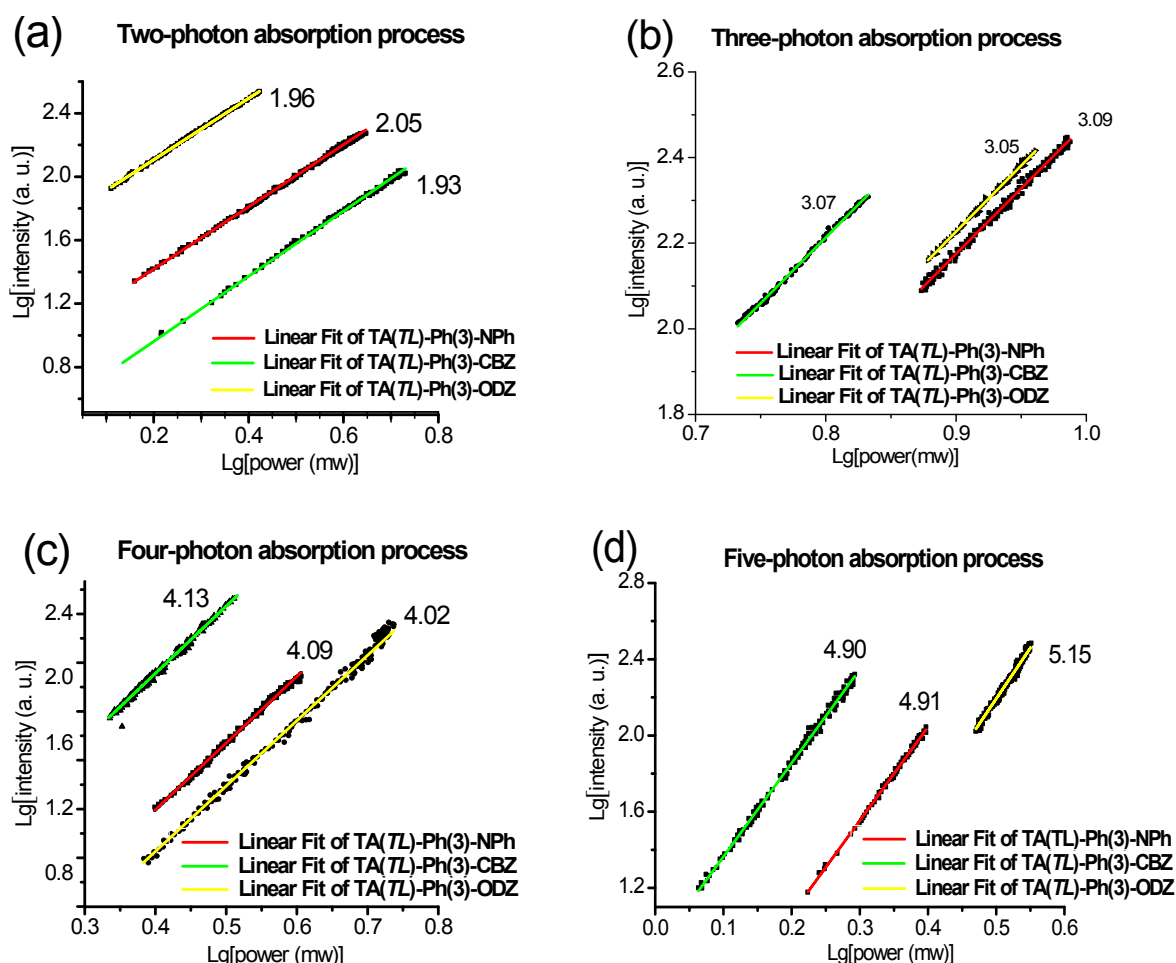 (a)
Two-photon absorption process
Lg[intensity (a. u.)]
2.4
2.0
1.6
1.2
0.8
1.96
2.05
1.93
Linear Fit of TA(TL)-Ph(3)-NPh
Linear Fit of TA(TL)-Ph(3)-CBZ
Linear Fit of TA(TL)-Ph(3)-ODZ
0.2 0.4 0.6 0.8
Lg[power (mw)]
(b)
Three-photon absorption process
Lg[intensity (a. u.)]
2.6
2.4
2.2
2.0
1.8
3.09
3.05
3.07
Linear Fit of TA(TL)-Ph(3)-NPh
Linear Fit of TA(TL)-Ph(3)-CBZ
Linear Fit of TA(TL)-Ph(3)-ODZ
0.7 0.8 0.9 1.0
Lg[power(mw)]
(c)
Four-photon absorption process
Lg[intensity (a. u.)]
2.4
2.0
1.6
1.2
0.8
4.13
4.02
4.09
Linear Fit of TA(TL)-Ph(3)-NPh
Linear Fit of TA(TL)-Ph(3)-CBZ
Linear Fit of TA(TL)-Ph(3)-ODZ
0.3 0.4 0.5 0.6 0.7 0.8
Lg[power (mw)]
(d)
Five-photon absorption process
Lg[intensity (a. u.)]
2.8
2.4
2.0
1.6
1.2
4.90
5.15
4.91
Linear Fit of TA(TL)-Ph(3)-NPh
Linear Fit of TA(TL)-Ph(3)-CBZ
Linear Fit of TA(TL)-Ph(3)-ODZ
0.0 0.1 0.2 0.3 0.4 0.5 0.6
Lg[power (mw)]